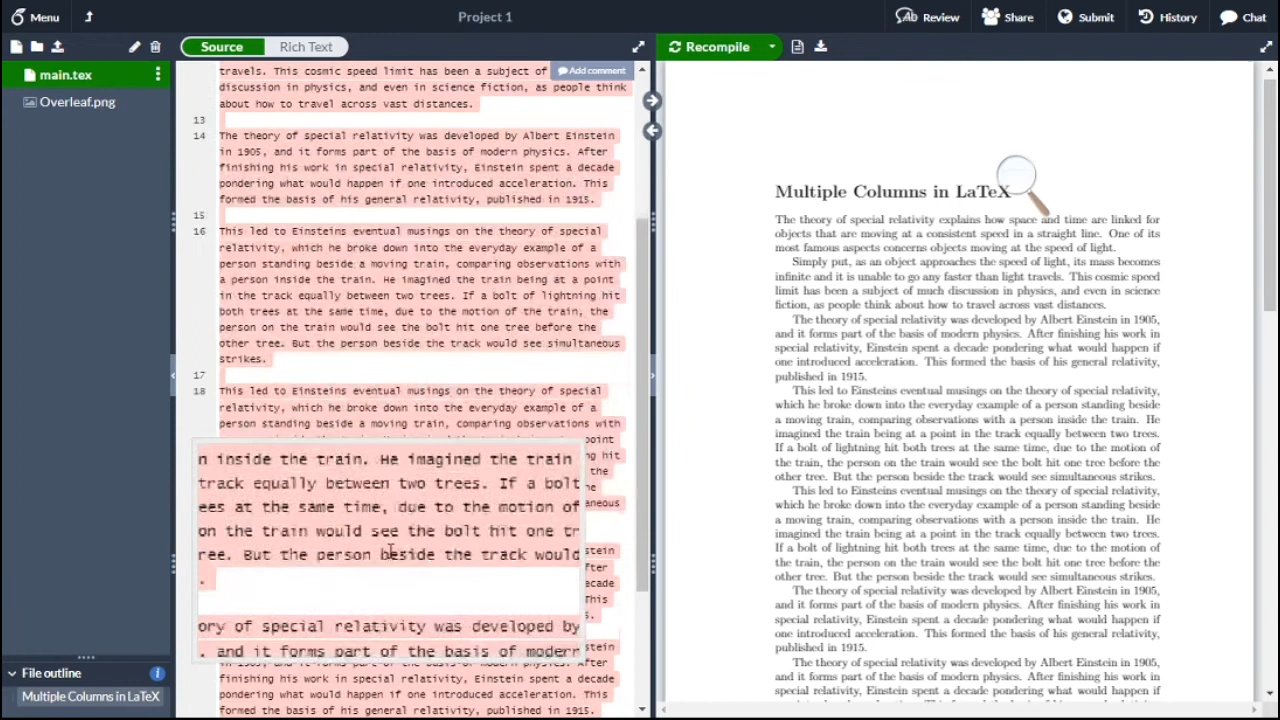 Menu
Project 1
Review
Share
Submit
History
Chat
Source
Rich Text
Recompile
main.tex
Overleaf.png
Add comment
travels. This cosmic speed limit has been a subject of
discussion in physics, and even in science fiction, as people think
about how to travel across vast distances.
13
14 The theory of special relativity was developed by Albert Einstein
in 1905, and it forms part of the basis of modern physics. After
finishing his work in special relativity, Einstein spent a decade
pondering what would happen if one introduced acceleration. This
formed the basis of his general relativity, published in 1915.
15
16 This led to Einsteins eventual musings on the theory of special
relativity, which he broke down into the everyday example of a
person standing beside a moving train, comparing observations with
a person inside the train. He imagined the train being at a point
in the track equally between two trees. If a bolt of lightning hit
both trees at the same time, due to the motion of the train, the
person on the train would see the bolt hit one tree before the
other tree. But the person beside the track would see simultaneous
strikes.
17
18 This led to Einsteins eventual musings on the theory of special
relativity, which he broke down into the everyday example of a
person standing beside a moving train, comparing observations with
point
n inside the train. He imagined the train
ng hit
track equally between two trees. If a bolt
the
ees at the same time, due to the motion of
aneous
on the train would see the bolt hit one tr
ree. But the person beside the track would
stein
After
.
ecade
This
5.
ory of special relativity was developed by
stein
. and it forms part of the basis of modern
in 1905, and it forms part of the basis of modern physics. After
finishing his work in special relativity, Einstein spent a decade
pondering what would happen if one introduced acceleration. This
formed the basis of his general relativity, published in 1915.
File outline
Multiple Columns in LaTeX
Multiple Columns in LaTeX
The theory of special relativity explains how space and time are linked for
objects that are moving at a consistent speed in a straight line. One of its
most famous aspects concerns objects moving at the speed of light.
Simply put, as an object approaches the speed of light, its mass becomes
infinite and it is unable to go any faster than light travels. This cosmic speed
limit has been a subject of much discussion in physics, and even in science
fiction, as people think about how to travel across vast distances.
The theory of special relativity was developed by Albert Einstein in 1905,
and it forms part of the basis of modern physics. After finishing his work in
special relativity, Einstein spent a decade pondering what would happen if
one introduced acceleration. This formed the basis of his general relativity,
published in 1915.
This led to Einsteins eventual musings on the theory of special relativity,
which he broke down into the everyday example of a person standing beside
a moving train, comparing observations with a person inside the train. He
imagined the train being at a point in the track equally between two trees.
If a bolt of lightning hit both trees at the same time, due to the motion of
the train, the person on the train would see the bolt hit one tree before the
other tree. But the person beside the track would see simultaneous strikes.
This led to Einsteins eventual musings on the theory of special relativity,
which he broke down into the everyday example of a person standing beside
a moving train, comparing observations with a person inside the train. He
imagined the train being at a point in the track equally between two trees.
If a bolt of lightning hit both trees at the same time, due to the motion of
the train, the person on the train would see the bolt hit one tree before the
other tree. But the person beside the track would see simultaneous strikes.
The theory of special relativity was developed by Albert Einstein in 1905,
and it forms part of the basis of modern physics. After finishing his work in
special relativity, Einstein spent a decade pondering what would happen if
one introduced acceleration. This formed the basis of his general relativity,
published in 1915.
The theory of special relativity was developed by Albert Einstein in 1905,
and it forms part of the basis of modern physics. After finishing his work in
special relativity, Einstein spent a decade pondering what would happen if